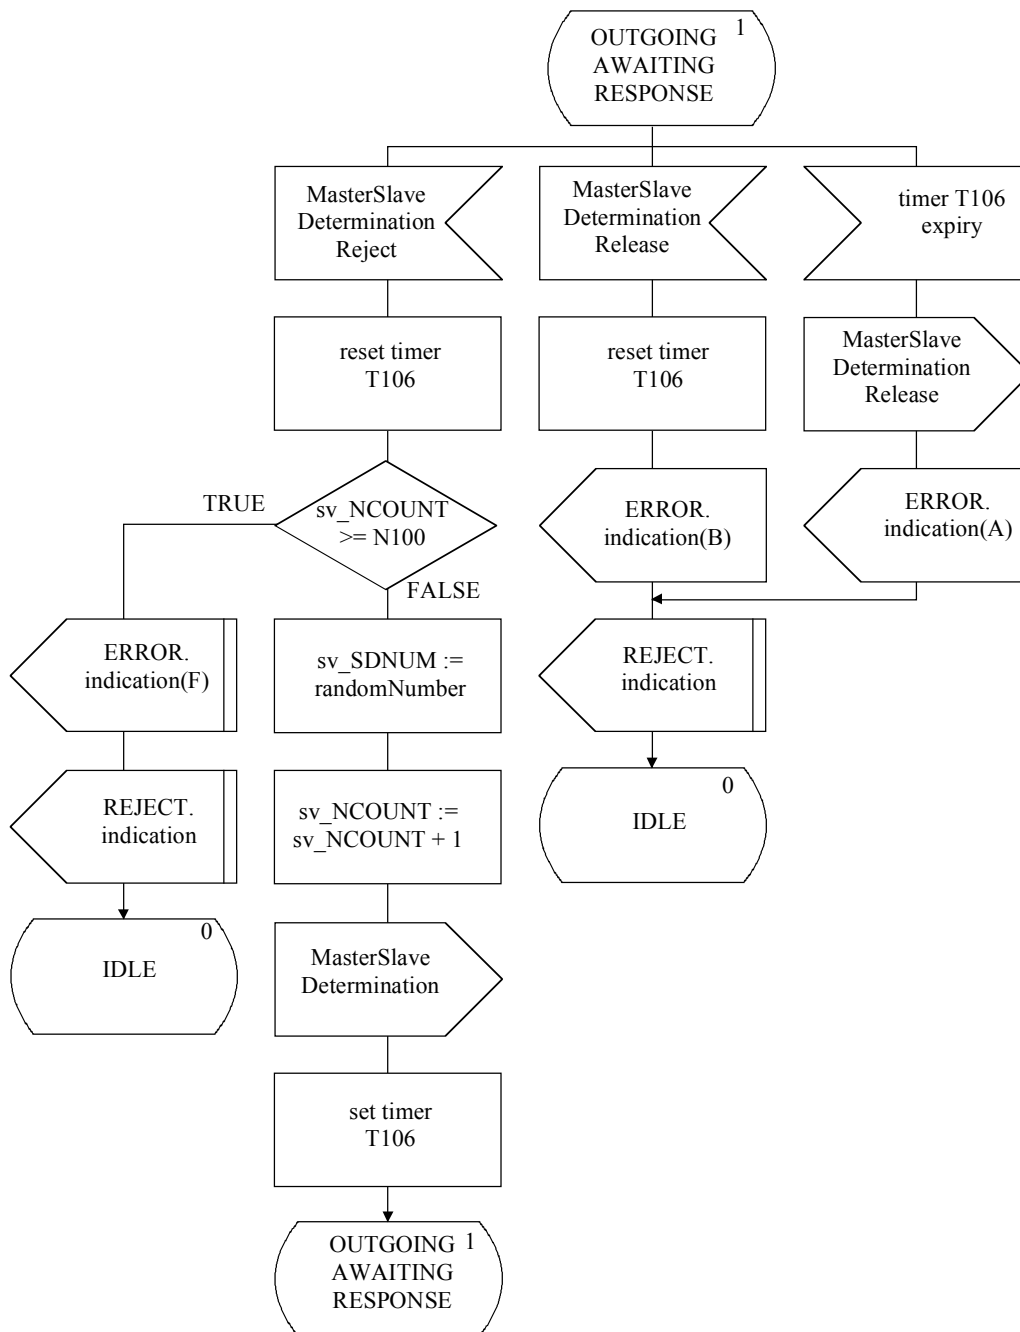 OUTGOING 1
AWAITING
RESPONSE
MasterSlave
Determination
Reject
MasterSlave
Determination
Release
timer T106
expiry
reset timer
T106
reset timer
T106
MasterSlave
Determination
Release
TRUE
sv_NCOUNT
>= N100
FALSE
ERROR.
indication(B)
ERROR.
indication(A)
ERROR.
indication(F)
sv_SDNUM :=
randomNumber
REJECT.
indication
REJECT.
indication
sv_NCOUNT :=
sv_NCOUNT + 1
0
IDLE
0
IDLE
MasterSlave
Determination
set timer
T106
OUTGOING 1
AWAITING
RESPONSE